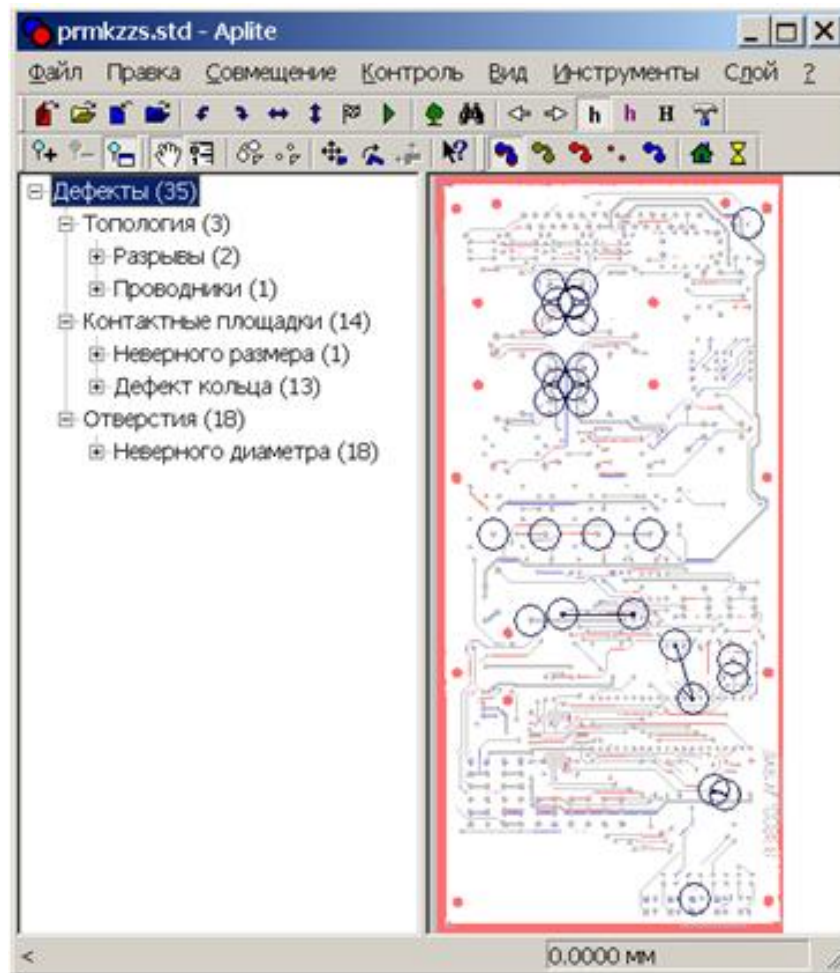 prmkzzs.std - Aplite
Файл Правка Совмещение Контроль Вид Инструменты Слой ?
h h H
Дефекты (35)
Топология (3)
Разрывы (2)
Проводники (1)
Контактные площадки (14)
Неверного размера (1)
Дефект кольца (13)
Отверстия (18)
Неверного диаметра (18)
< 0.0000 мм